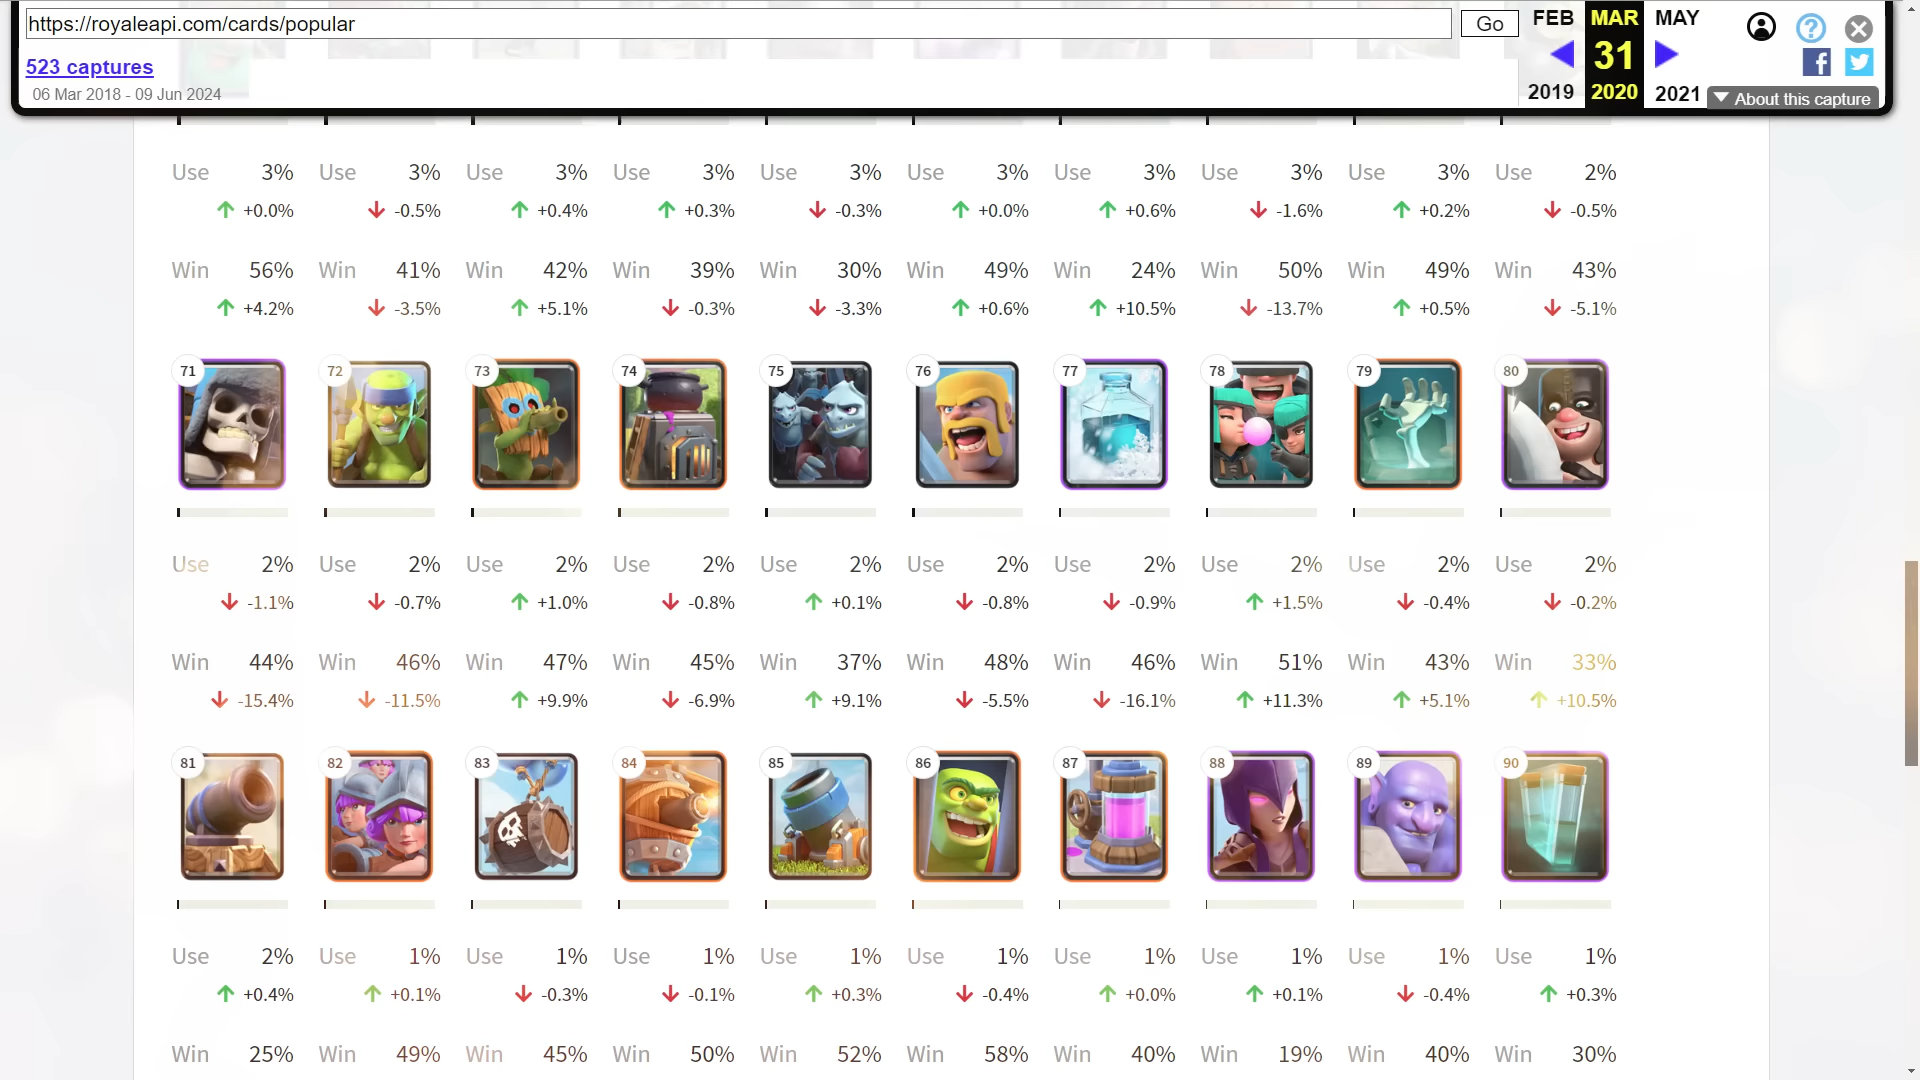 https://royaleapi.com/cards/popular Go FEB MAR MAY
523 captures 31
06 Mar 2018 - 09 Jun 2024 2019 2020 2021 About this capture
Use 3% Use 3% Use 3% Use 3% Use 3% Use 3% Use 3% Use 3% Use 3% Use 2%
+0.0% -0.5% +0.4% +0.3% -0.3% +0.0% +0.6% -1.6% +0.2% -0.5%
Win 56% Win 41% Win 42% Win 39% Win 30% Win 49% Win 24% Win 50% Win 49% Win 43%
+4.2% -3.5% +5.1% -0.3% -3.3% +0.6% +10.5% -13.7% +0.5% -5.1%
71 72 73 74 75 76 77 78 79 80
Use 2% Use 2% Use 2% Use 2% Use 2% Use 2% Use 2% Use 2% Use 2% Use 2%
-1.1% -0.7% +1.0% -0.8% +0.1% -0.8% -0.9% +1.5% -0.4% -0.2%
Win 44% Win 46% Win 47% Win 45% Win 37% Win 48% Win 46% Win 51% Win 43% Win 33%
-15.4% -11.5% +9.9% -6.9% +9.1% -5.5% -16.1% +11.3% +5.1% +10.5%
81 82 83 84 85 86 87 88 89 90
Use 2% Use 1% Use 1% Use 1% Use 1% Use 1% Use 1% Use 1% Use 1% Use 1%
+0.4% +0.1% -0.3% -0.1% +0.3% -0.4% +0.0% +0.1% -0.4% +0.3%
Win 25% Win 49% Win 45% Win 50% Win 52% Win 58% Win 40% Win 19% Win 40% Win 30%